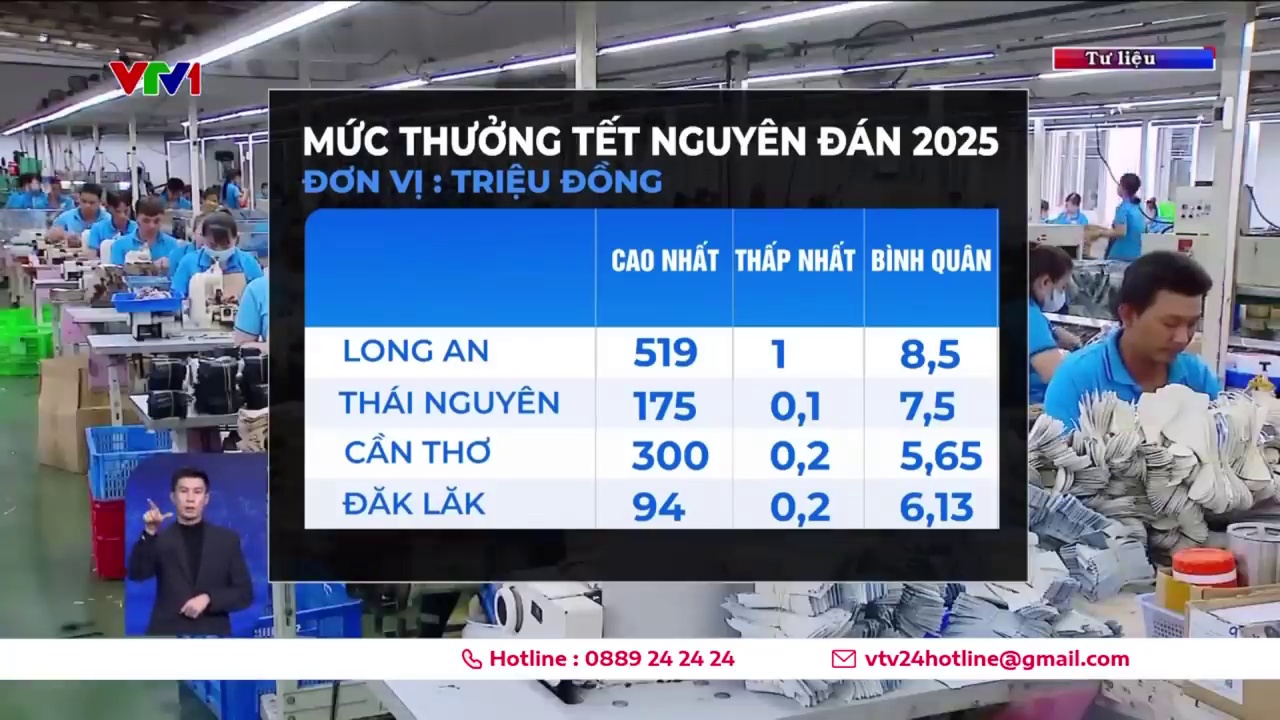 VTV1
Tư liệu
MỨC THƯỞNG TẾT NGUYÊN ĐÁN 2025
ĐƠN VỊ : TRIỆU ĐỒNG
CAO NHẤT THẤP NHẤT BÌNH QUÂN
LONG AN 519 1 8,5
THÁI NGUYÊN 175 0,1 7,5
CẦN THƠ 300 0,2 5,65
ĐĂK LĂK 94 0,2 6,13
Hotline : 0889 24 24 24 vtv24hotline@gmail.com